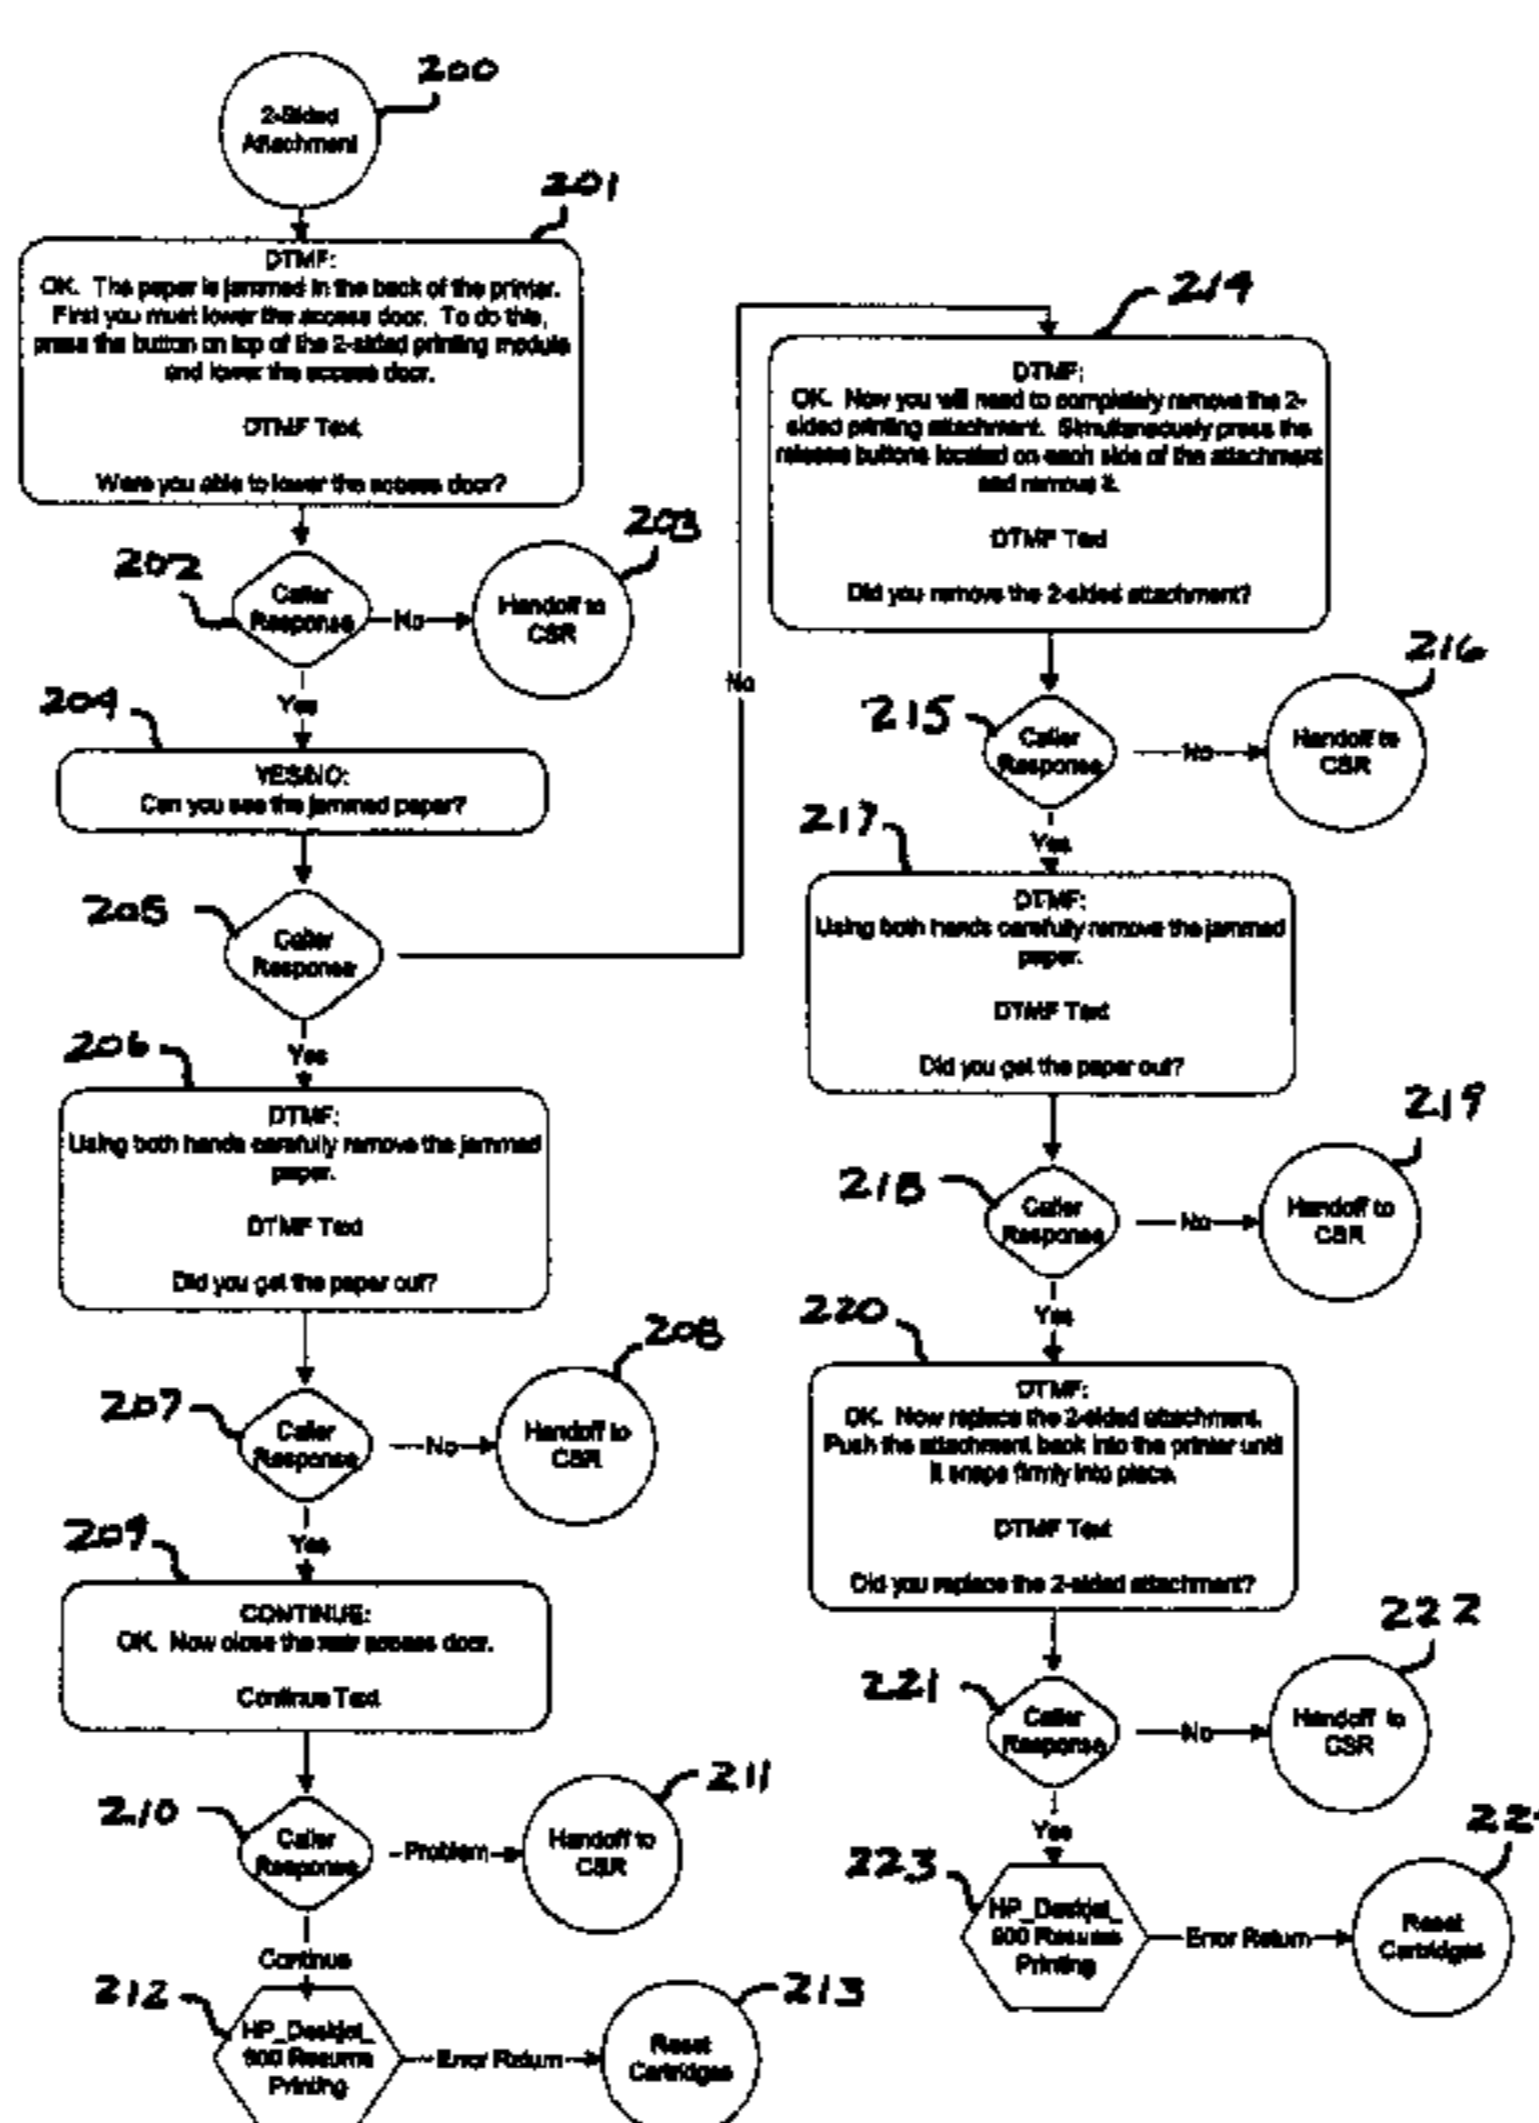 200
2-Sided
Attachment
201
DTMF:
OK. The paper is jammed in the back of the printer.
First you must lower the access door. To do this,
press the button on top of the 2-sided printing module
and lower the access door.
DTMF Text
Were you able to lower the access door?
202
Caller
Response
No
203
Handoff to
CSR
Yes
204
YES/NO:
Can you see the jammed paper?
205
Caller
Response
No
Yes
206
DTMF:
Using both hands carefully remove the jammed
paper.
DTMF Text
Did you get the paper out?
207
Caller
Response
No
208
Handoff to
CSR
Yes
209
CONTINUE:
OK. Now close the rear access door.
Continue Text
210
Caller
Response
Problem
211
Handoff to
CSR
Continue
212
HP_Deskjet_
900 Resume
Printing
Error Return
213
Reset
Cartridges
214
DTMF:
OK. Now you will need to completely remove the 2-
sided printing attachment. Simultaneously press the
release buttons located on each side of the attachment
and remove it.
DTMF Text
Did you remove the 2-sided attachment?
215
Caller
Response
No
216
Handoff to
CSR
Yes
217
DTMF:
Using both hands carefully remove the jammed
paper.
DTMF Text
Did you get the paper out?
218
Caller
Response
No
219
Handoff to
CSR
Yes
220
DTMF:
OK. Now replace the 2-sided attachment.
Push the attachment back into the printer until
it snaps firmly into place.
DTMF Text
Did you replace the 2-sided attachment?
221
Caller
Response
No
222
Handoff to
CSR
Yes
223
HP_Deskjet_
900 Resume
Printing
Error Return
Reset
Cartridges